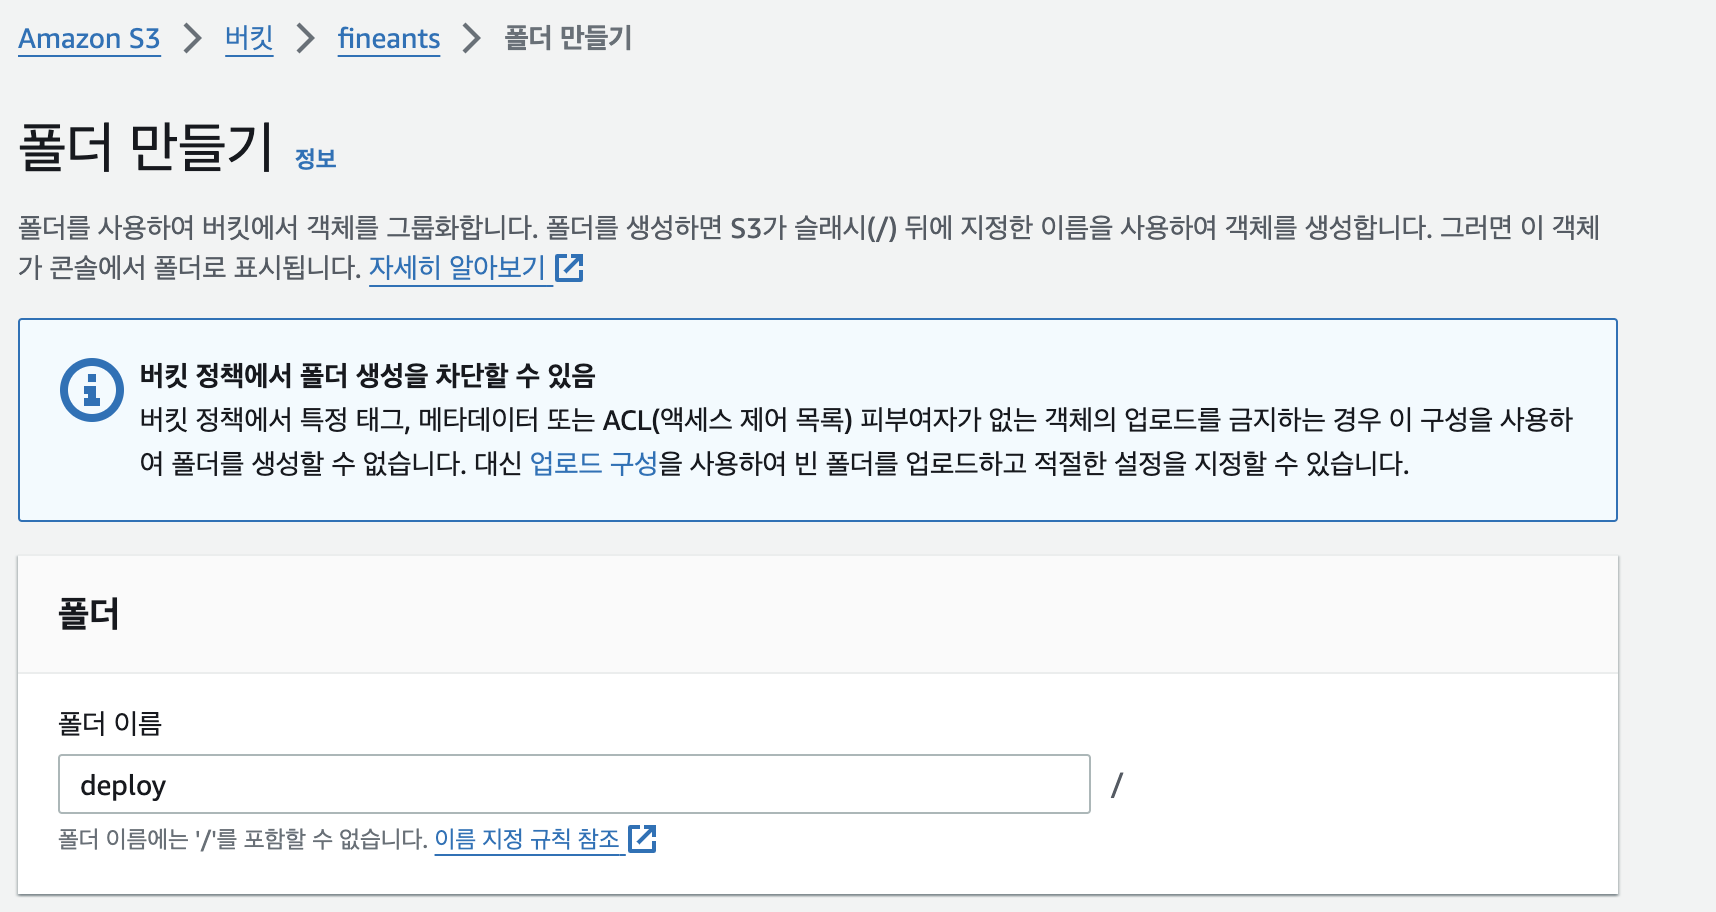 Amazon S3 > 버킷 > fineants > 폴더 만들기
폴더 만들기 정보
폴더를 사용하여 버킷에서 객체를 그룹화합니다. 폴더를 생성하면 S3가 슬래시(/) 뒤에 지정한 이름을 사용하여 객체를 생성합니다. 그러면 이 객체
가 콘솔에서 폴더로 표시됩니다. 자세히 알아보기
버킷 정책에서 폴더 생성을 차단할 수 있음
버킷 정책에서 특정 태그, 메타데이터 또는 ACL(액세스 제어 목록) 피부여자가 없는 객체의 업로드를 금지하는 경우 이 구성을 사용하
여 폴더를 생성할 수 없습니다. 대신 업로드 구성을 사용하여 빈 폴더를 업로드하고 적절한 설정을 지정할 수 있습니다.
폴더
폴더 이름
deploy /
폴더 이름에는 '/'를 포함할 수 없습니다. 이름 지정 규칙 참조